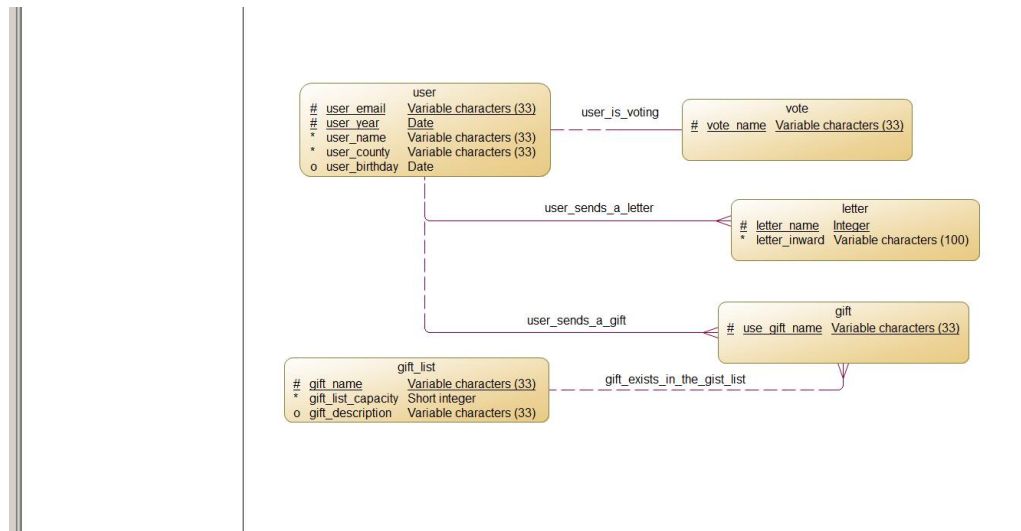 user
# user_email Variable characters (33)
# user_year Date
* user_name Variable characters (33)
* user_county Variable characters (33)
o user_birthday Date
user_is_voting
vote
# vote_name Variable characters (33)
user_sends_a_letter
letter
# letter_name Integer
* letter_inward Variable characters (100)
user_sends_a_gift
gift
# use_gift_name Variable characters (33)
gift_list
# gift_name Variable characters (33)
* gift_list_capacity Short integer
o gift_description Variable characters (33)
gift_exists_in_the_gist_list